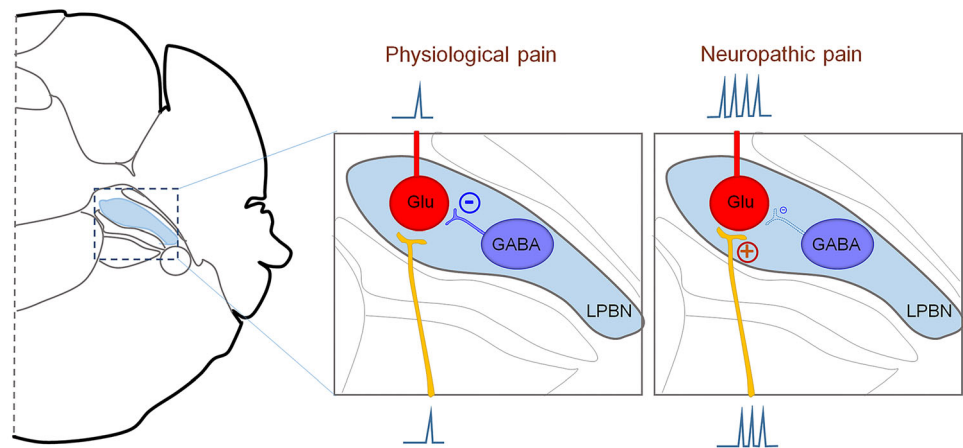 Physiological pain
Neuropathic pain
Glu
-
GABA
LPBN
Glu
-
+
GABA
LPBN